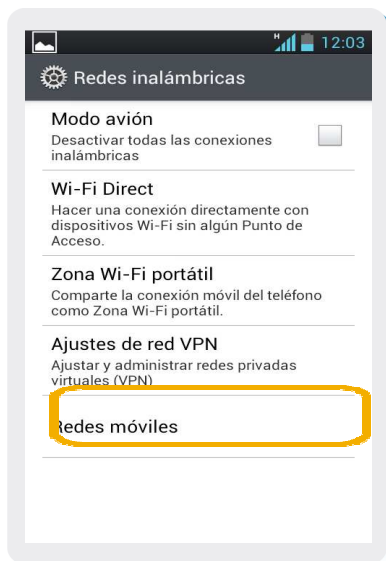 H 12:03
Redes inalámbricas
Modo avión
Desactivar todas las conexiones
inalámbricas
Wi-Fi Direct
Hacer una conexión directamente con
dispositivos Wi-Fi sin algún Punto de
Acceso.
Zona Wi-Fi portátil
Comparte la conexión móvil del teléfono
como Zona Wi-Fi portátil.
Ajustes de red VPN
Ajustar y administrar redes privadas
virtuales (VPN)
Redes móviles